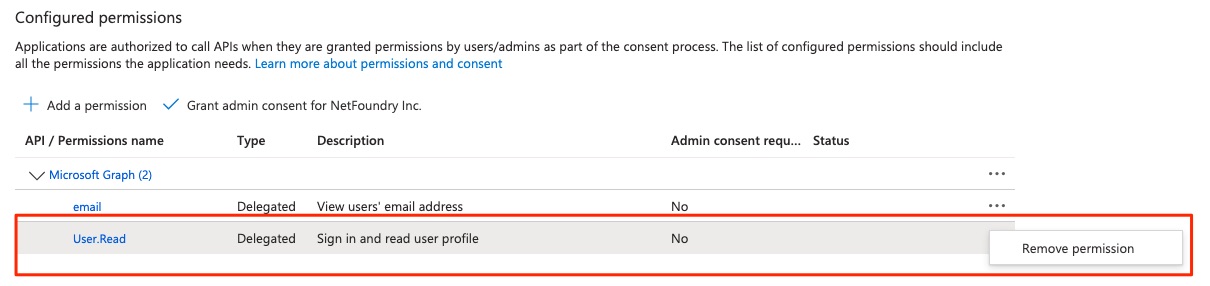 Configured permissions
Applications are authorized to call APIs when they are granted permissions by users/admins as part of the consent process. The list of configured permissions should include
all the permissions the application needs. Learn more about permissions and consent
Add a permission Grant admin consent for NetFoundry Inc.
API / Permissions name Type Description Admin consent requ... Status
Microsoft Graph (2) ...
email Delegated View users' email address No ...
User.Read Delegated Sign in and read user profile No
Remove permission